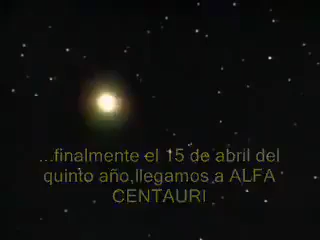 ...finalmente el 15 de abril del
quinto año,llegamos a ALFA
CENTAURI